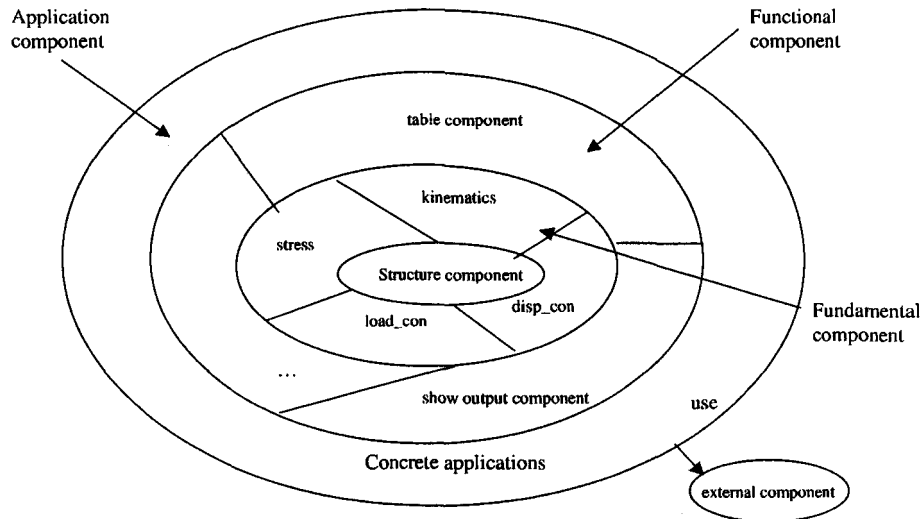 Application
component
Functional
component
table component
kinematics
stress
Structure component
disp_con
load_con
Fundamental
component
...
show output component
use
Concrete applications
external component